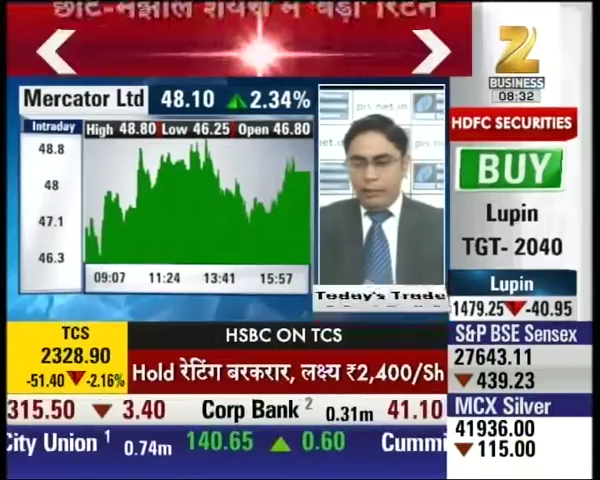 छोटे-मझोले शेयरों में 'बड़ा' रिटर्न
Z
BUSINESS
08:32
Mercator Ltd 48.10 2.34%
Intraday High 48.80 Low 46.25 Open 46.80
48.8
48
47.1
46.3
09:07 11:24 13:41 15:57
Today's Trade
HDFC SECURITIES
BUY
Lupin
TGT- 2040
Lupin
1479.25 -40.95
TCS
2328.90
-51.40 -2.16%
HSBC ON TCS
Hold रेटिंग बरकरार, लक्ष्य ₹2,400/Sh
S&P BSE Sensex
27643.11
439.23
MCX Silver
41936.00
115.00
315.50 3.40 Corp Bank 2 0.31m 41.10
City Union 1 0.74m 140.65 0.60 Cummi